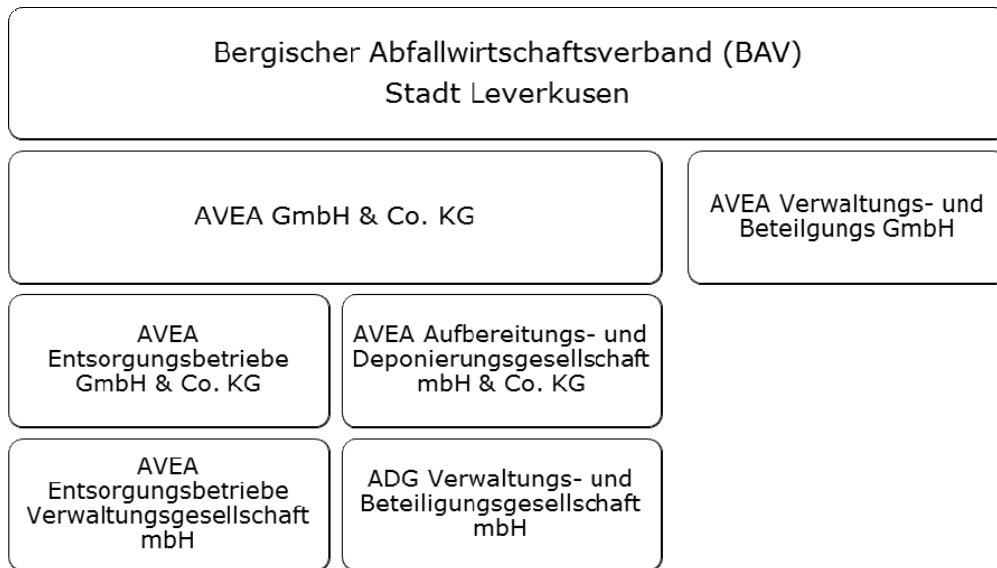 Bergischer Abfallwirtschaftsverband (BAV)
Stadt Leverkusen
AVEA GmbH & Co. KG
AVEA Verwaltungs- und
Beteilgungs GmbH
AVEA
Entsorgungsbetriebe
GmbH & Co. KG
AVEA Aufbereitungs- und
Deponierungsgesellschaft
mbH & Co. KG
AVEA
Entsorgungsbetriebe
Verwaltungsgesellschaft
mbH
ADG Verwaltungs- und
Beteiligungsgesellschaft
mbH